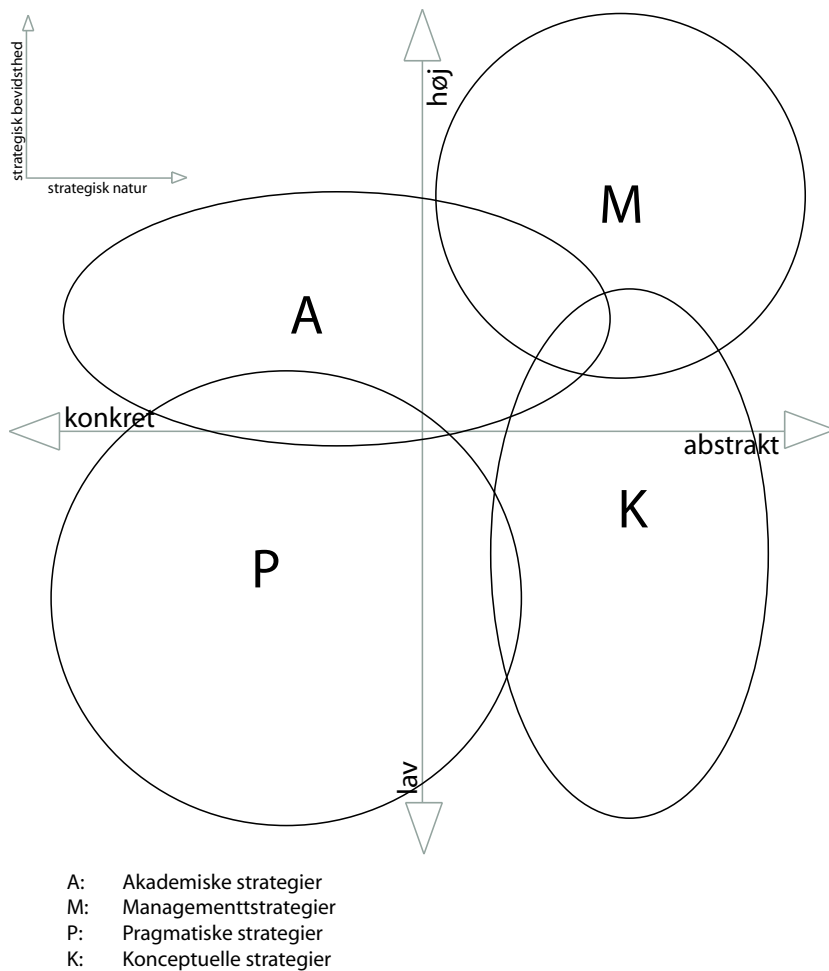 strategisk bevidsthed
strategisk natur
høj
M
A
konkret
abstrakt
K
P
lav
A: Akademiske strategier
M: Managementtstrategier
P: Pragmatiske strategier
K: Konceptuelle strategier